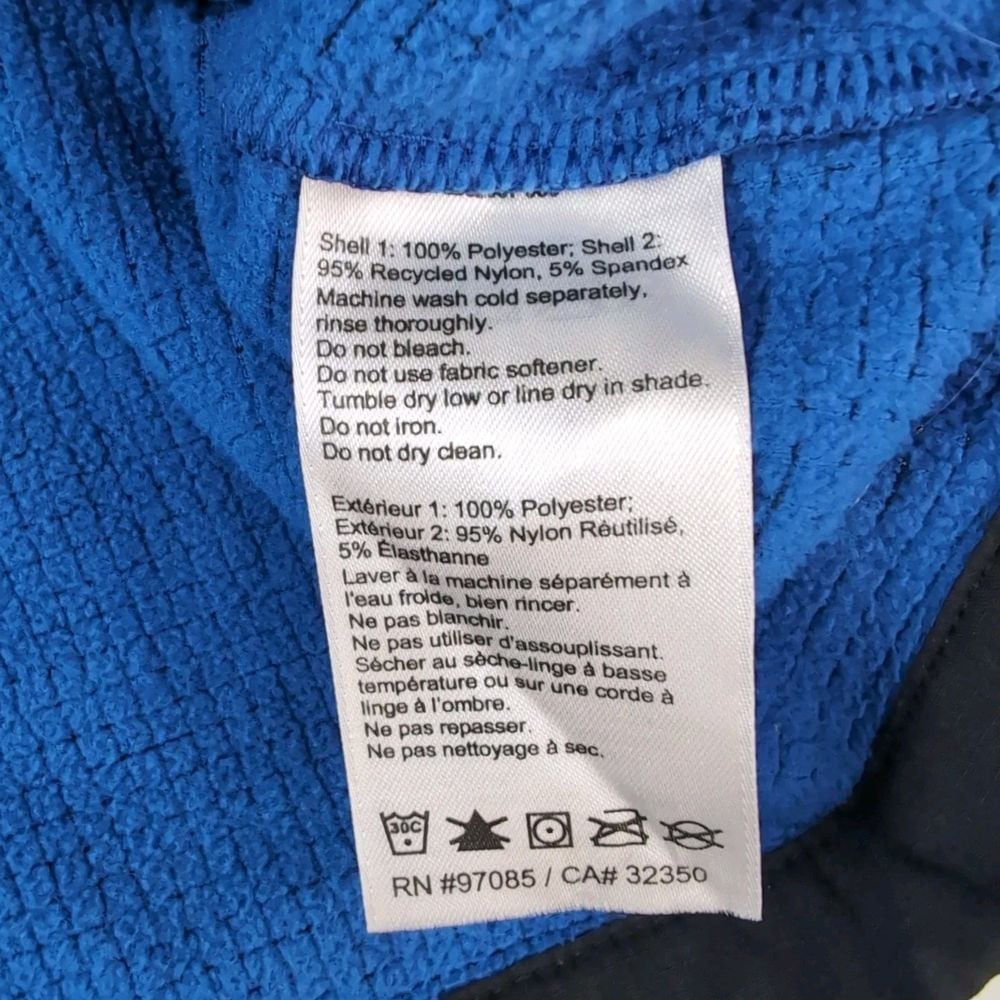 Shell 1: 100% Polyester; Shell 2:
95% Recycled Nylon, 5% Spandex
Machine wash cold separately,
rinse thoroughly.
Do not bleach.
Do not use fabric softener.
Tumble dry low or line dry in shade.
Do not iron.
Do not dry clean.
Extérieur 1: 100% Polyester;
Extérieur 2: 95% Nylon Réutilisé,
5% Élasthanne
Laver à la machine séparément à
l'eau froide, bien rincer.
Ne pas blanchir.
Ne pas utiliser d'assouplissant.
Sécher au sèche-linge à basse
température ou sur une corde à
linge à l'ombre.
Ne pas repasser.
Ne pas nettoyage à sec.
30C
RN #97085 / CA# 32350